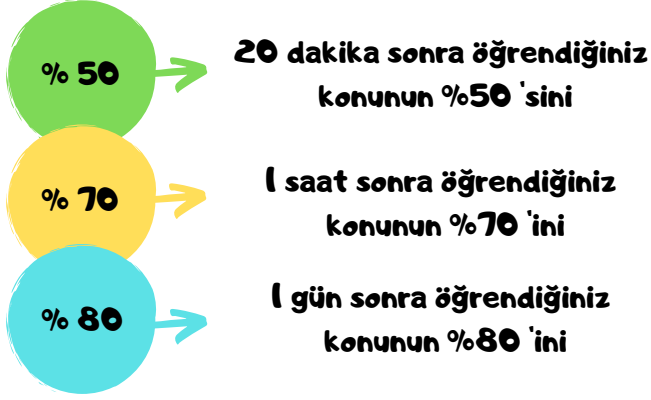 % 50
20 dakika sonra öğrendiğiniz
konunun %50 'sini
% 70
1 saat sonra öğrendiğiniz
konunun %70 'ini
% 80
1 gün sonra öğrendiğiniz
konunun %80 'ini